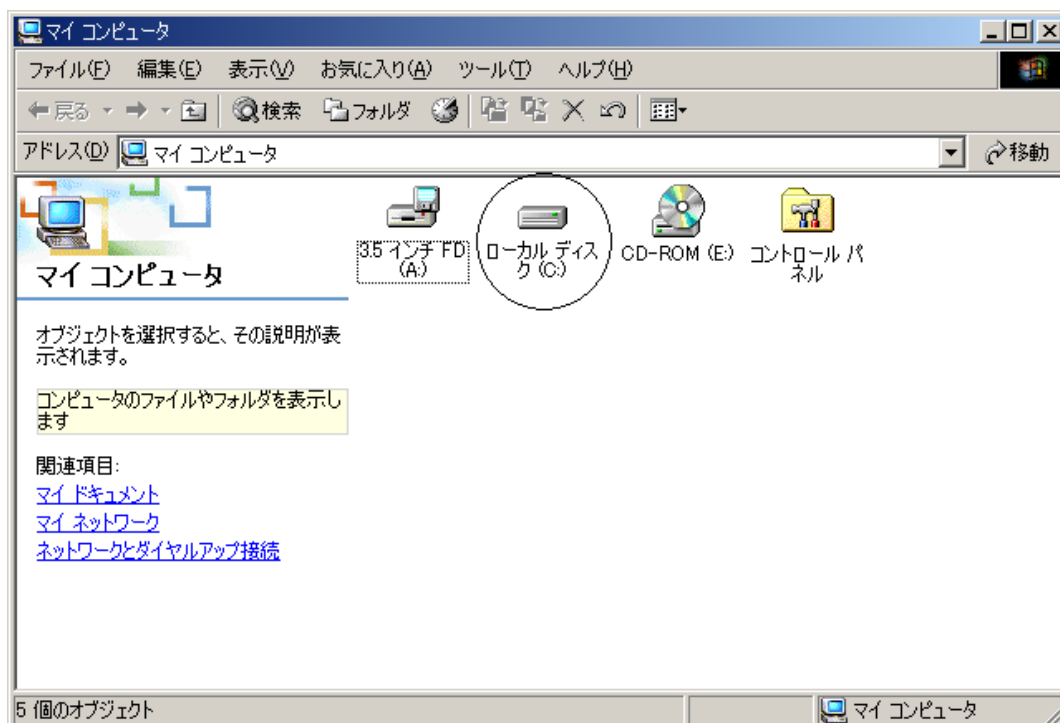 マイ コンピュータ
ファイル(F) 編集(E) 表示(V) お気に入り(A) ツール(T) ヘルプ(H)
戻る 検索 フォルダ
アドレス(D) マイ コンピュータ 移動
マイ コンピュータ
オブジェクトを選択すると、その説明が表
示されます。
コンピュータのファイルやフォルダを表示し
ます
関連項目:
マイ ドキュメント
マイ ネットワーク
ネットワークとダイヤルアップ接続
3.5 インチ FD
(A:)
ローカル ディス
ク (C:)
CD-ROM (E:)
コントロール パ
ネル
5 個のオブジェクト
マイ コンピュータ